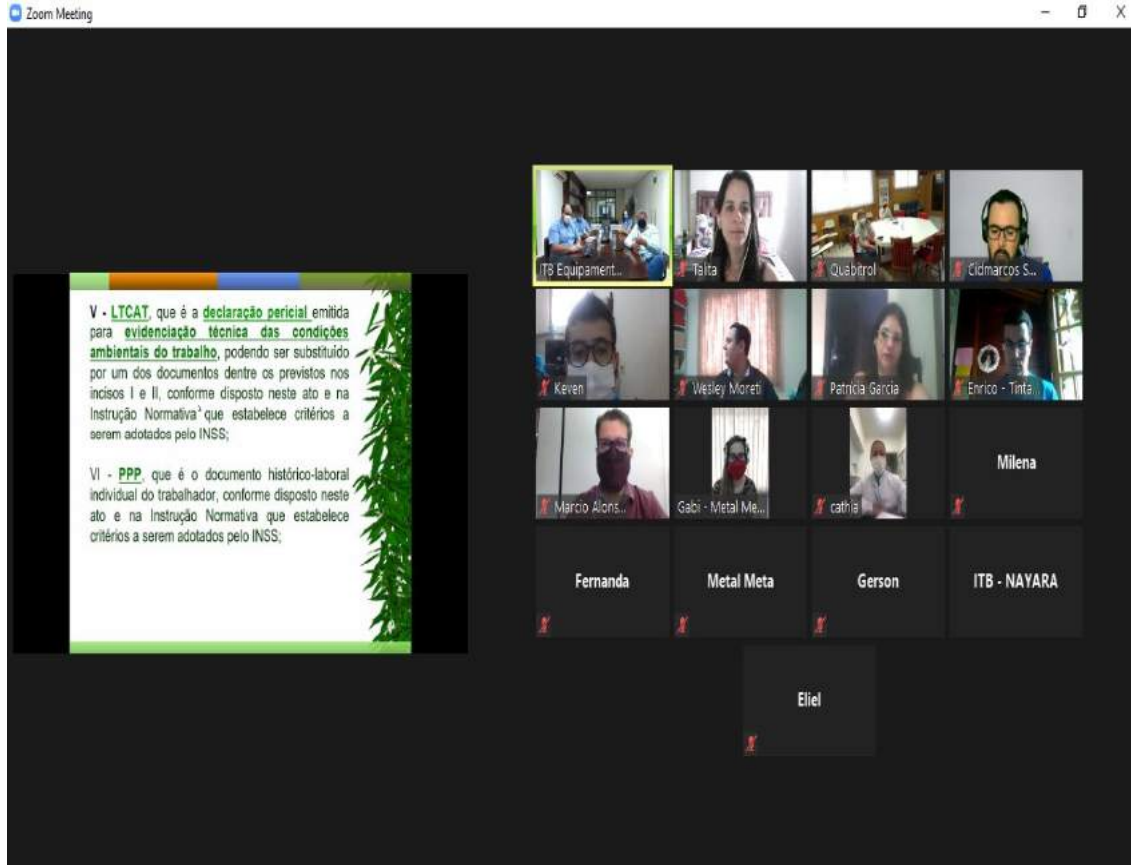 Zoom Meeting
V - LTCAT, que é a declaração pericial emitida
para evidenciação técnica das condições
ambientais do trabalho, podendo ser substituído
por um dos documentos dentre os previstos nos
incisos I e II, conforme disposto neste ato e na
Instrução Normativa que estabelece critérios a
serem adotados pelo INSS;
VI - PPP, que é o documento histórico-laboral
individual do trabalhador, conforme disposto neste
ato e na Instrução Normativa que estabelece
critérios a serem adotados pelo INSS;
ITB Equipament...
Talita
Quabitrol
Cidmarcos S...
Keven
Wesley Moreti
Patrícia Garcia
Enrico - Tinta...
Marcio Alons...
Gabi - Metal Me...
cathia
Milena
Fernanda
Metal Meta
Gerson
ITB - NAYARA
Eliel